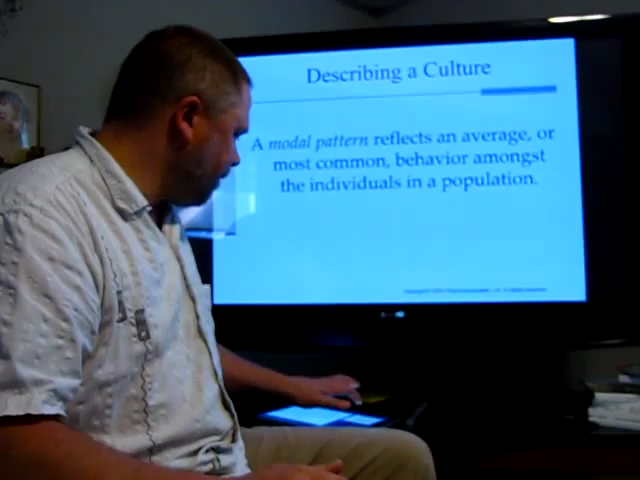 Describing a Culture
A modal pattern reflects an average, or
most common, behavior amongst
the individuals in a population.